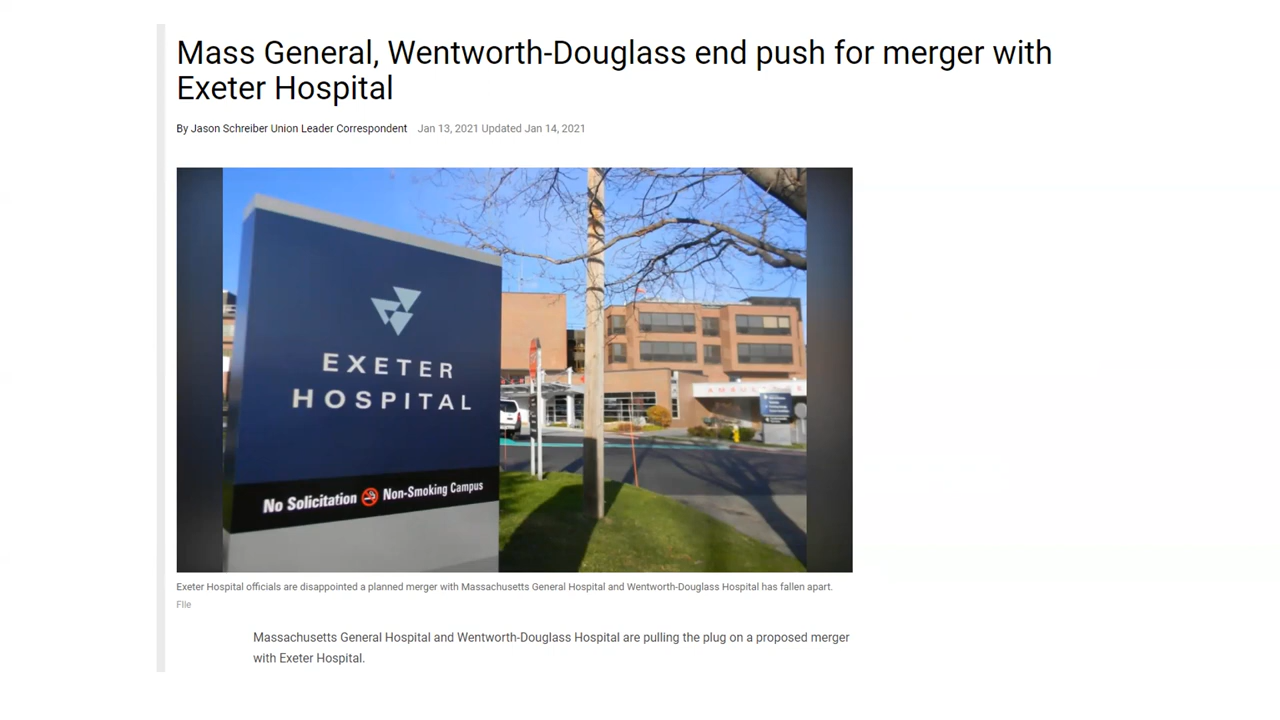 Mass General, Wentworth-Douglass end push for merger with
Exeter Hospital
By Jason Schreiber Union Leader Correspondent Jan 13, 2021 Updated Jan 14, 2021
EXETER
HOSPITAL
No Solicitation Non-Smoking Campus
Exeter Hospital officials are disappointed a planned merger with Massachusetts General Hospital and Wentworth-Douglass Hospital has fallen apart.
FIle
Massachusetts General Hospital and Wentworth-Douglass Hospital are pulling the plug on a proposed merger
with Exeter Hospital.